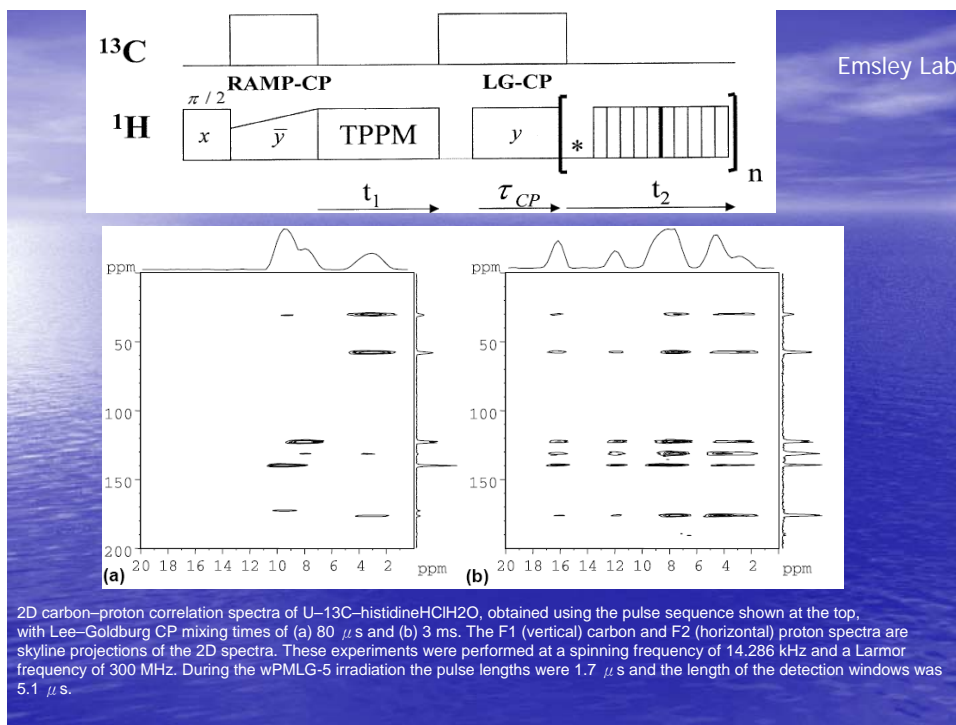 Emsley Lab
13C
RAMP-CP
LG-CP
π / 2
1H
x
y
TPPM
y
*
n
t1
τCP
t2
ppm
50
100
150
200
20 18 16 14 12 10 8 6 4 2 ppm
(a)
ppm
50
100
150
20 18 16 14 12 10 8 6 4 2 ppm
(b)
2D carbon–proton correlation spectra of U–13C–histidineHClH2O, obtained using the pulse sequence shown at the top,
with Lee–Goldburg CP mixing times of (a) 80 μs and (b) 3 ms. The F1 (vertical) carbon and F2 (horizontal) proton spectra are
skyline projections of the 2D spectra. These experiments were performed at a spinning frequency of 14.286 kHz and a Larmor
frequency of 300 MHz. During the wPMLG-5 irradiation the pulse lengths were 1.7 μs and the length of the detection windows was
5.1 μs.